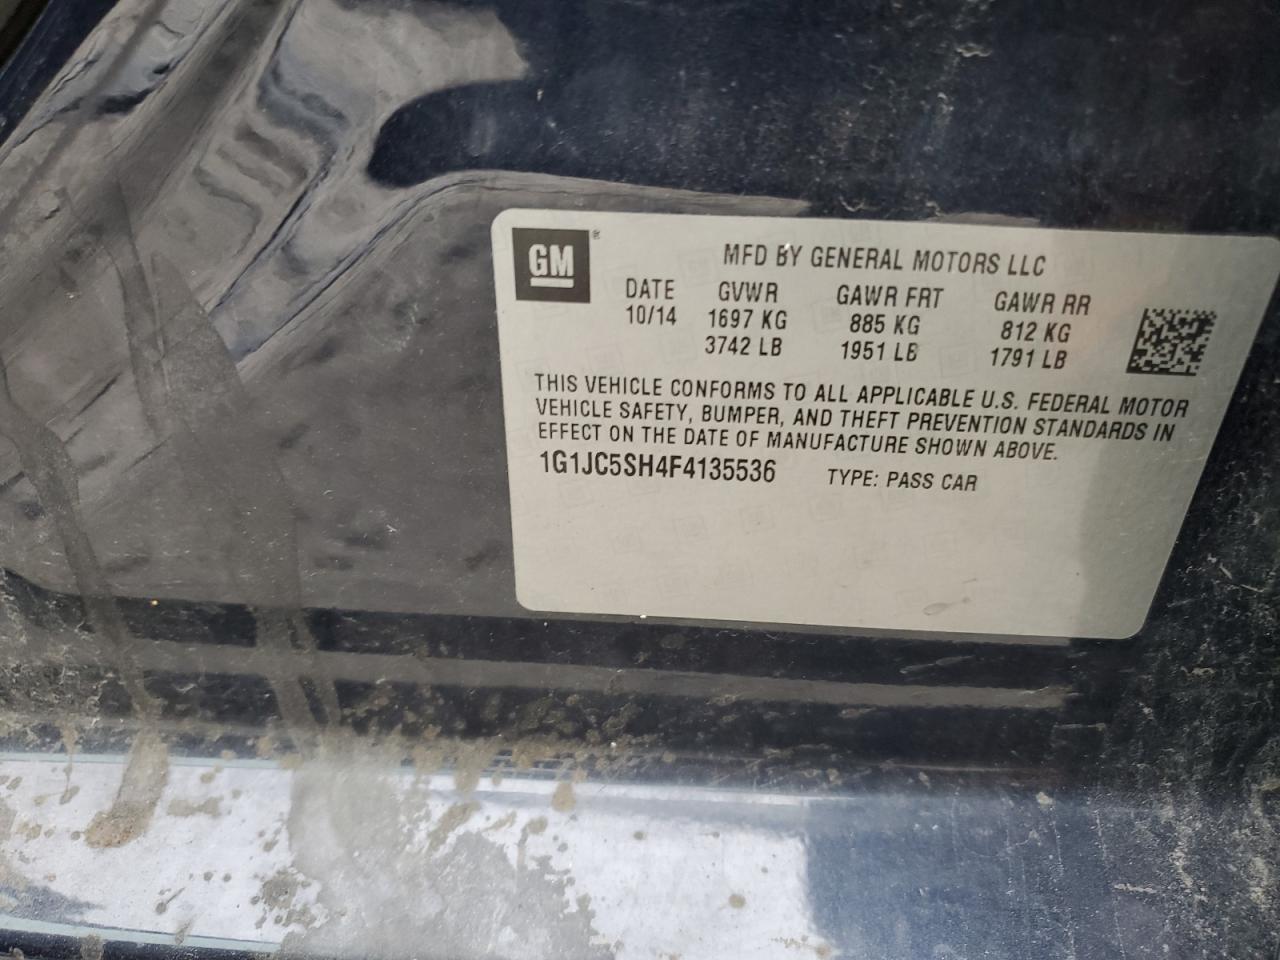 GM ®
MFD BY GENERAL MOTORS LLC
DATE GVWR GAWR FRT GAWR RR
10/14 1697 KG 885 KG 812 KG
3742 LB 1951 LB 1791 LB
THIS VEHICLE CONFORMS TO ALL APPLICABLE U.S. FEDERAL MOTOR
VEHICLE SAFETY, BUMPER, AND THEFT PREVENTION STANDARDS IN
EFFECT ON THE DATE OF MANUFACTURE SHOWN ABOVE.
1G1JC5SH4F4135536 TYPE: PASS CAR